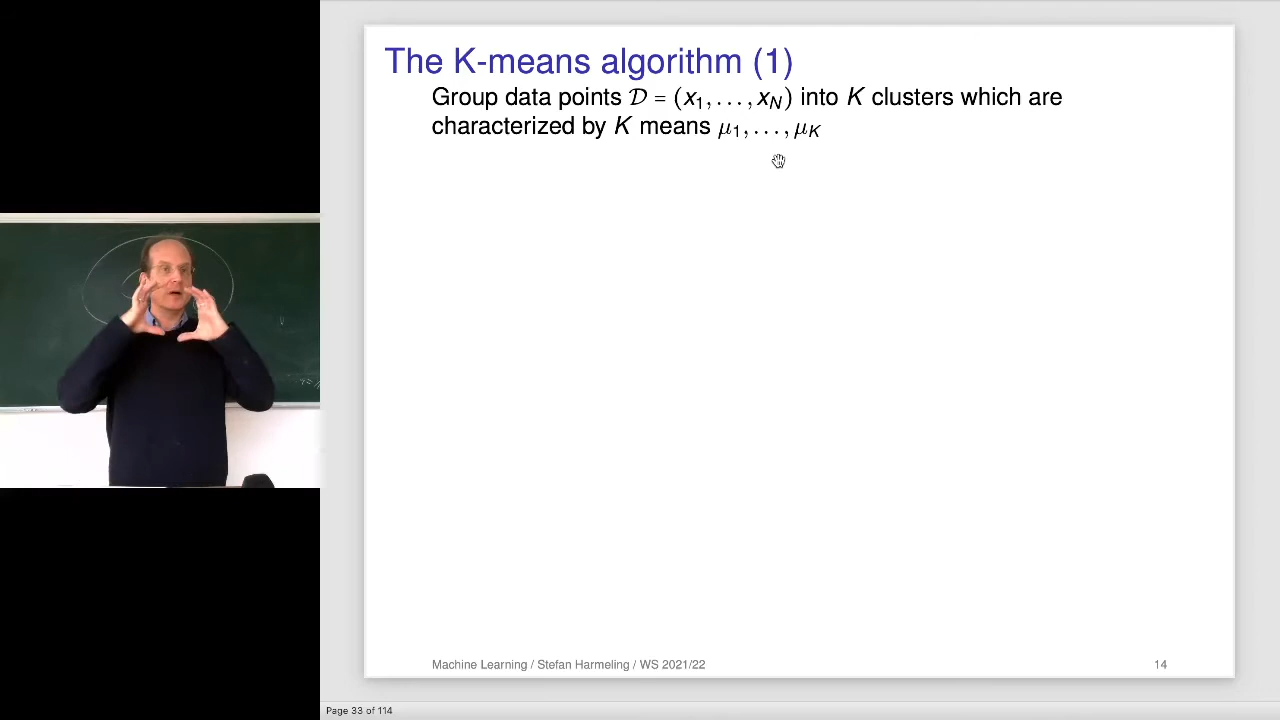 The K-means algorithm (1)
Group data points 𝒟 = (x₁, . . . , x_N) into K clusters which are
characterized by K means μ₁, . . . , μ_K
Machine Learning / Stefan Harmeling / WS 2021/22
14
Page 33 of 114